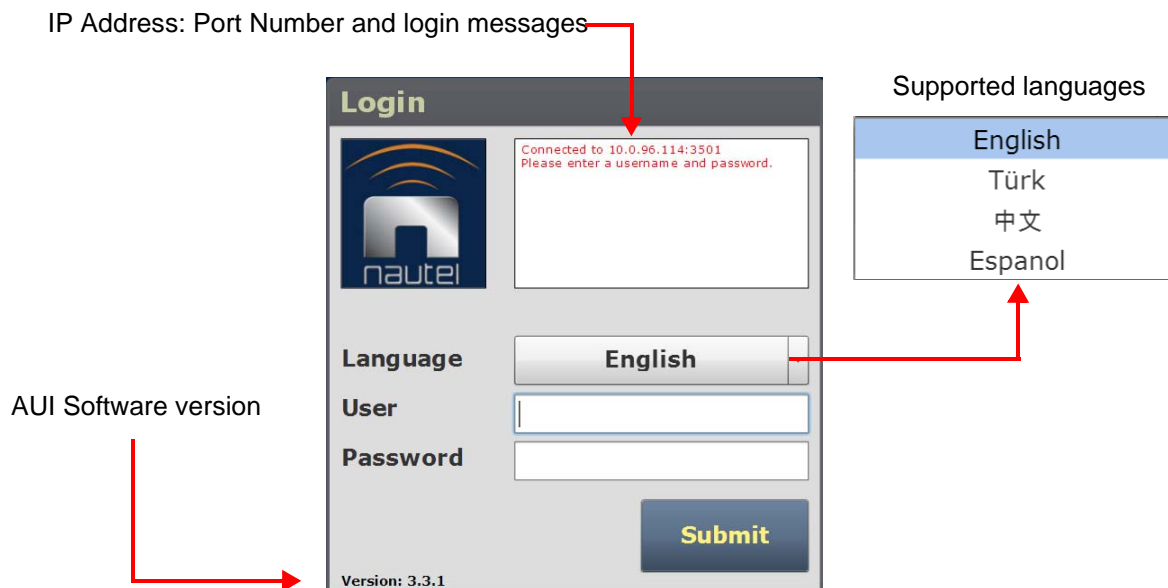 IP Address: Port Number and login messages
Supported languages
Login
Connected to 10.0.96.114:3501
Please enter a username and password.
nautel
English
Türk
中文
Espanol
Language
English
AUI Software version
User
Password
Submit
Version: 3.3.1